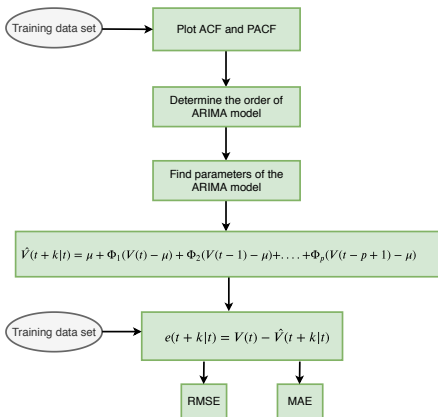 Training data set
Plot ACF and PACF
Determine the order of
ARIMA model
Find parameters of the
ARIMA model
V̂(t + k|t) = μ + Φ₁(V(t) − μ) + Φ₂(V(t − 1) − μ)+. . . . +Φₚ(V(t − p + 1) − μ)
Training data set
e(t + k|t) = V(t) − V̂(t + k|t)
RMSE
MAE